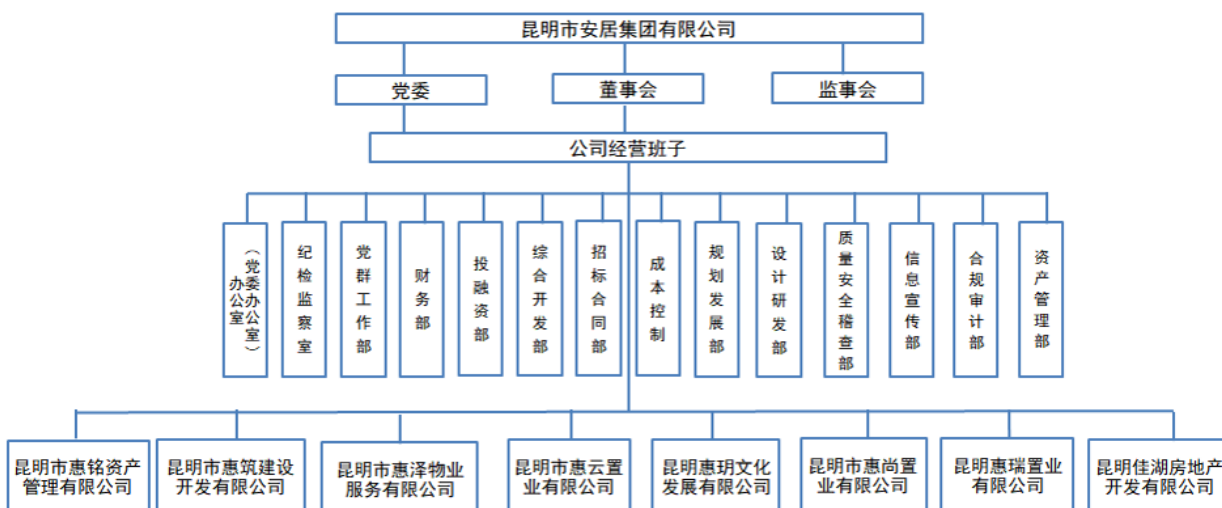 昆明市安居集团有限公司
党委
董事会
监事会
公司经营班子
办公室
（党委办公室）
纪检监察室
党群工作部
财务部
投融资部
综合开发部
招标合同部
成本控制
规划发展部
设计研发部
质量安全稽查部
信息宣传部
合规审计部
资产管理部
昆明市惠铭资产
管理有限公司
昆明市惠筑建设
开发有限公司
昆明市惠泽物业
服务有限公司
昆明市惠云置
业有限公司
昆明惠玥文化
发展有限公司
昆明市惠尚置
业有限公司
昆明惠瑞置业
有限公司
昆明佳湖房地产
开发有限公司